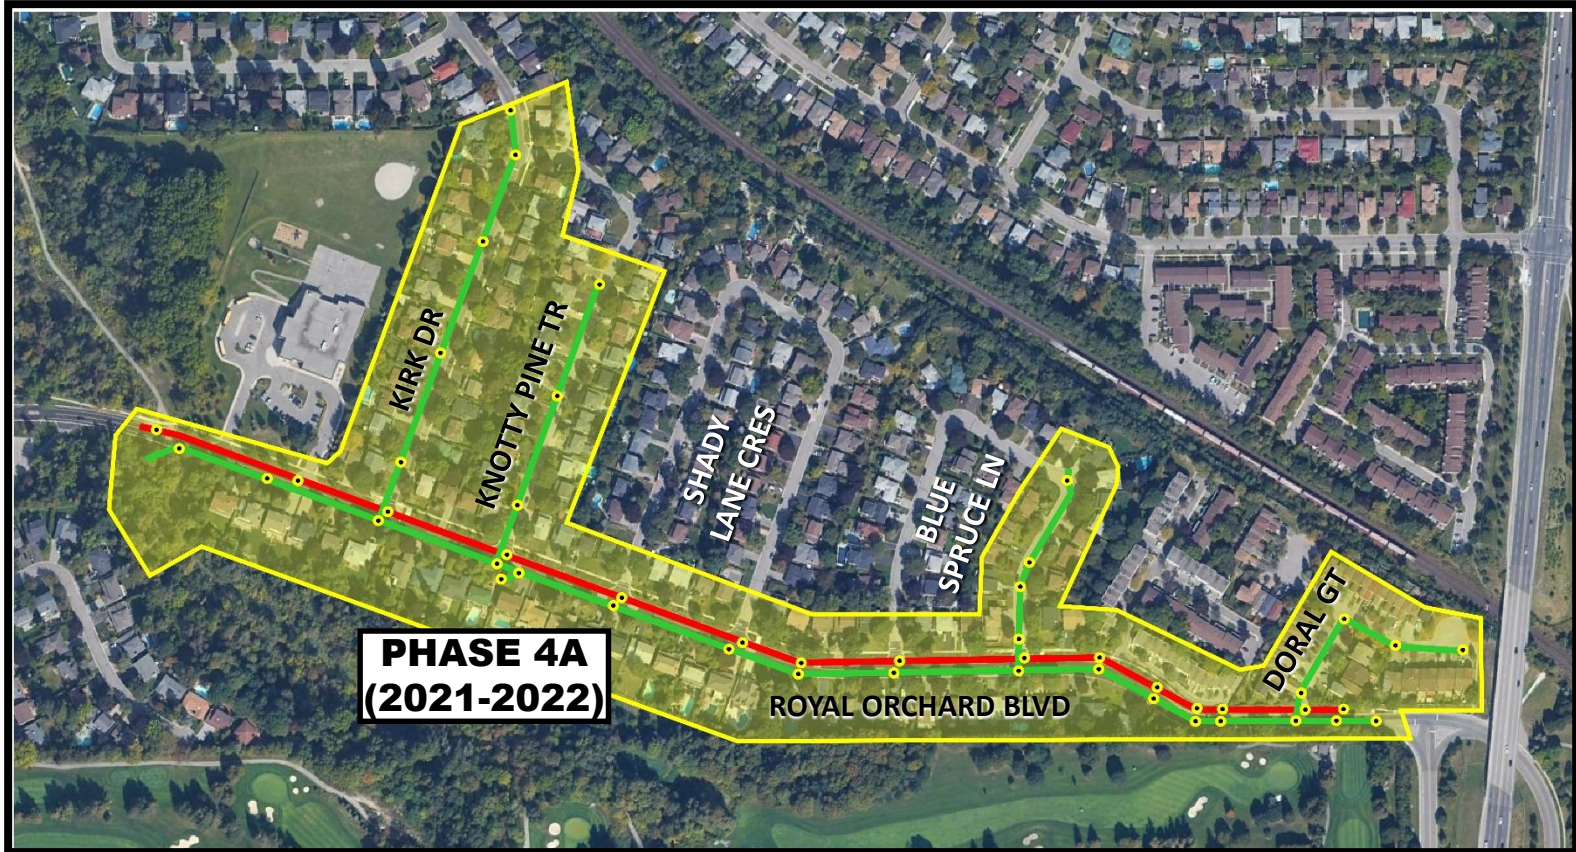 KIRK DR
KNOTTY PINE TR
SHADY
LANE CRES
BLUE
SPRUCE LN
DORAL GT
PHASE 4A
(2021-2022)
ROYAL ORCHARD BLVD